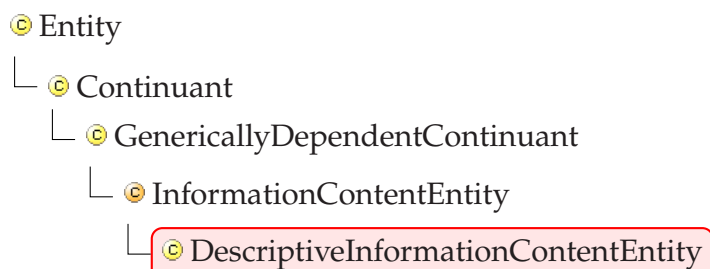 C Entity
C Continuant
C GenericallyDependentContinuant
C InformationContentEntity
C DescriptiveInformationContentEntity